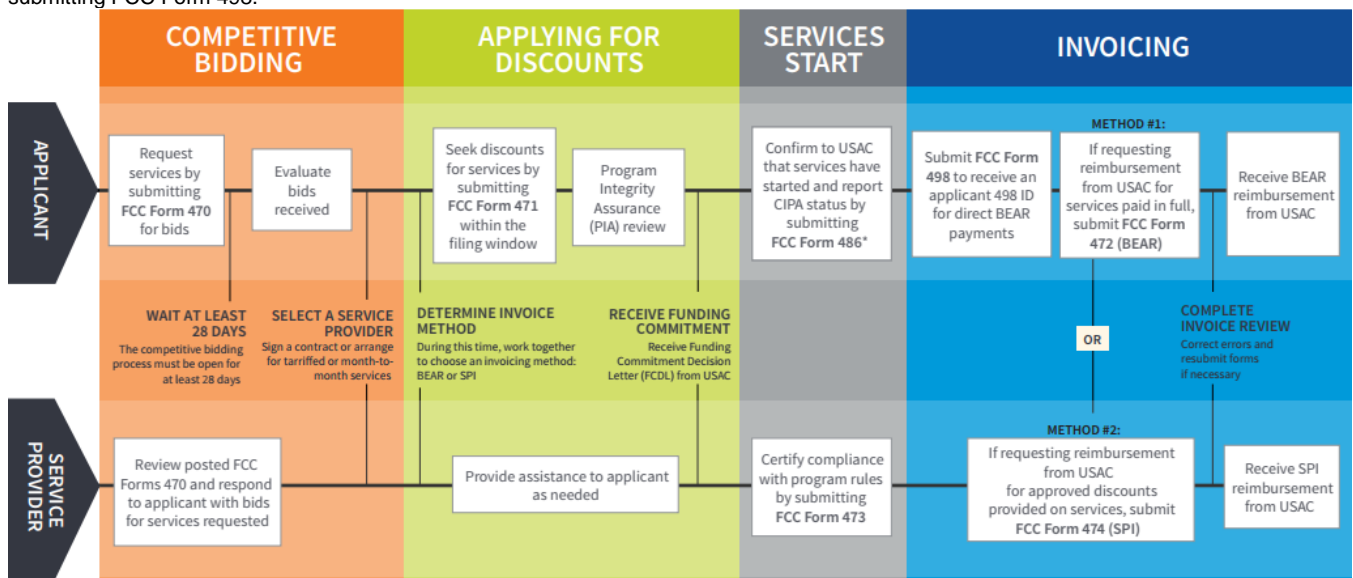 submitting FCC Form 498.
COMPETITIVE
BIDDING
APPLYING FOR
DISCOUNTS
SERVICES
START
INVOICING
APPLICANT
Request
services by
submitting
FCC Form 470
for bids
Evaluate
bids
received
Seek discounts
for services by
submitting
FCC Form 471
within the
filing window
Program
Integrity
Assurance
(PIA) review
Confirm to USAC
that services have
started and report
CIPA status by
submitting
FCC Form 486*
Submit FCC Form
498 to receive an
applicant 498 ID
for direct BEAR
payments
METHOD #1:
If requesting
reimbursement
from USAC for
services paid in full,
submit FCC Form
472 (BEAR)
Receive BEAR
reimbursement
from USAC
WAIT AT LEAST
28 DAYS
The competitive bidding
process must be open for
at least 28 days
SELECT A SERVICE
PROVIDER
Sign a contract or arrange
for tarriffed or month-to-
month services
DETERMINE INVOICE
METHOD
During this time, work together
to choose an invoicing method:
BEAR or SPI
RECEIVE FUNDING
COMMITMENT
Receive Funding
Commitment Decision
Letter (FCDL) from USAC
OR
COMPLETE
INVOICE REVIEW
Correct errors and
resubmit forms
if necessary
SERVICE
PROVIDER
Review posted FCC
Forms 470 and respond
to applicant with bids
for services requested
Provide assistance to applicant
as needed
Certify compliance
with program rules
by submitting
FCC Form 473
METHOD #2:
If requesting reimbursement
from USAC
for approved discounts
provided on services, submit
FCC Form 474 (SPI)
Receive SPI
reimbursement
from USAC